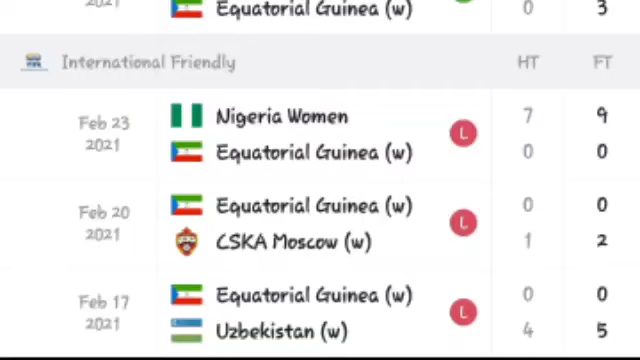 2021
Equatorial Guinea (w) 0 3
International Friendly HT FT
Feb 23
2021
Nigeria Women L 7 9
Equatorial Guinea (w) 0 0
Feb 20
2021
Equatorial Guinea (w) L 0 0
CSKA Moscow (w) 1 2
Feb 17
2021
Equatorial Guinea (w) L 0 0
Uzbekistan (w) 4 5